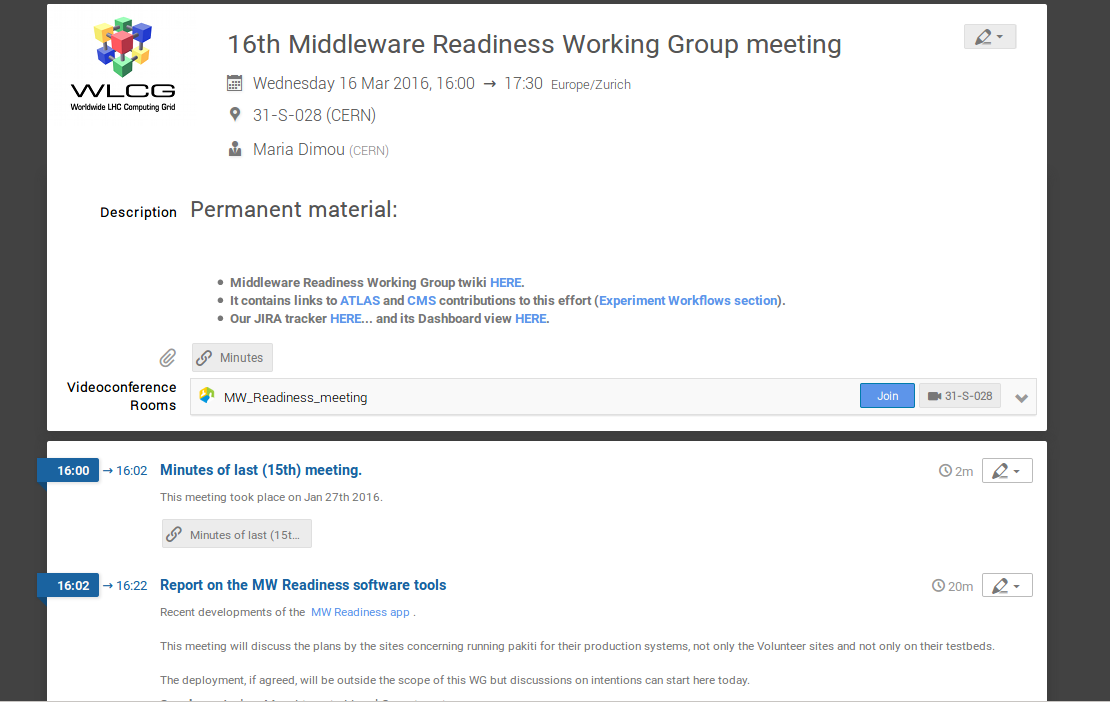 WLCG
Worldwide LHC Computing Grid
16th Middleware Readiness Working Group meeting
Wednesday 16 Mar 2016, 16:00 → 17:30 Europe/Zurich
31-S-028 (CERN)
Maria Dimou (CERN)
Description
Permanent material:
• Middleware Readiness Working Group twiki HERE.
• It contains links to ATLAS and CMS contributions to this effort (Experiment Workflows section).
• Our JIRA tracker HERE... and its Dashboard view HERE.
Minutes
Videoconference
Rooms
MW_Readiness_meeting
Join
31-S-028
16:00 → 16:02 Minutes of last (15th) meeting. 2m
This meeting took place on Jan 27th 2016.
Minutes of last (15t...
16:02 → 16:22 Report on the MW Readiness software tools 20m
Recent developments of the MW Readiness app .
This meeting will discuss the plans by the sites concerning running pakiti for their production systems, not only the Volunteer sites and not only on their testbeds.
The deployment, if agreed, will be outside the scope of this WG but discussions on intentions can start here today.